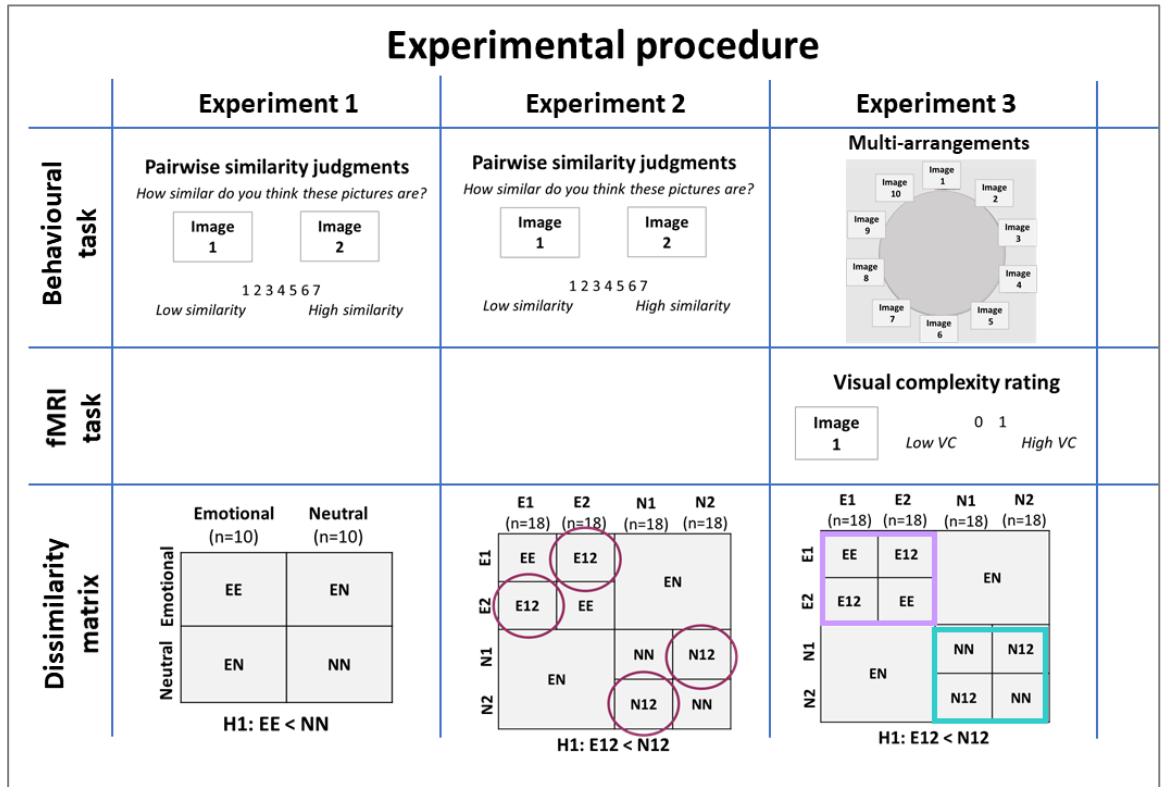 Experimental procedure
Experiment 1
Experiment 2
Experiment 3
Behavioural
task
Pairwise similarity judgments
How similar do you think these pictures are?
Image
1
Image
2
1 2 3 4 5 6 7
Low similarity
High similarity
Pairwise similarity judgments
How similar do you think these pictures are?
Image
1
Image
2
1 2 3 4 5 6 7
Low similarity
High similarity
Multi-arrangements
Image
1
Image
2
Image
3
Image
4
Image
5
Image
6
Image
7
Image
8
Image
9
Image
10
fMRI
task
Visual complexity rating
Image
1
0 1
Low VC
High VC
Dissimilarity
matrix
Emotional
(n=10)
Neutral
(n=10)
Emotional
EE
EN
Neutral
EN
NN
H1: EE < NN
E1
(n=18)
E2
(n=18)
N1
(n=18)
N2
(n=18)
E1
EE
E12
EN
E2
E12
EE
N1
EN
NN
N12
N2
N12
NN
H1: E12 < N12
E1
(n=18)
E2
(n=18)
N1
(n=18)
N2
(n=18)
E1
EE
E12
EN
E2
E12
EE
N1
EN
NN
N12
N2
N12
NN
H1: E12 < N12